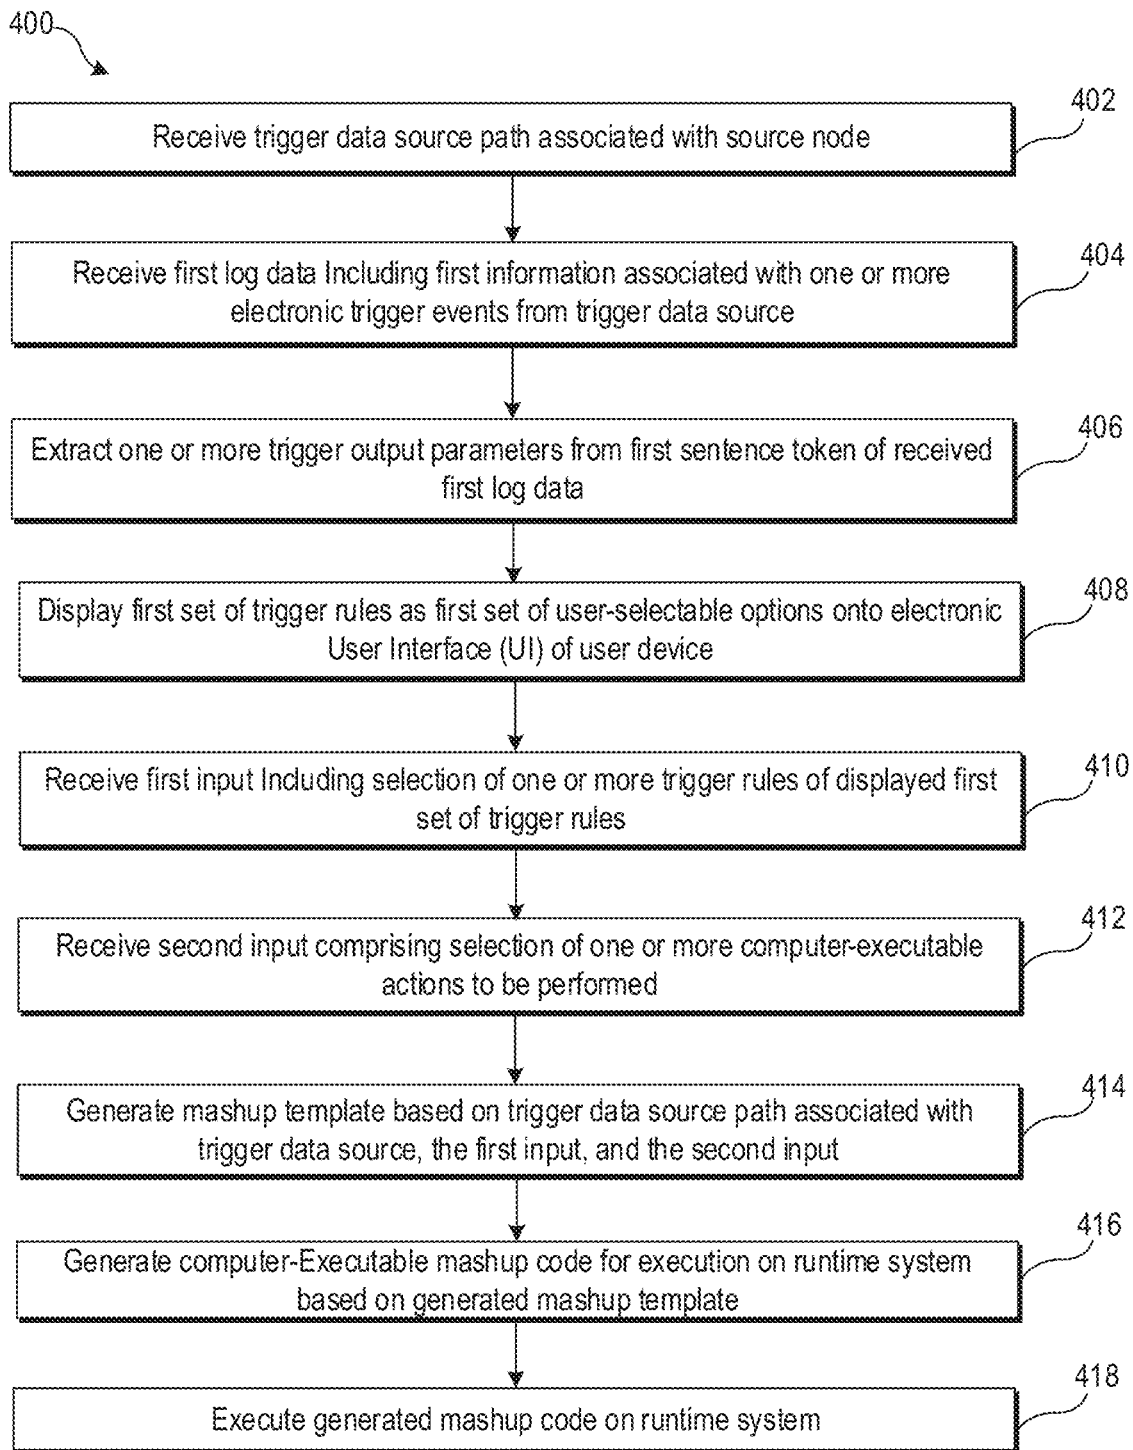 400
402
Receive trigger data source path associated with source node
404
Receive first log data Including first information associated with one or more
electronic trigger events from trigger data source
406
Extract one or more trigger output parameters from first sentence token of received
first log data
408
Display first set of trigger rules as first set of user-selectable options onto electronic
User Interface (UI) of user device
410
Receive first input Including selection of one or more trigger rules of displayed first
set of trigger rules
412
Receive second input comprising selection of one or more computer-executable
actions to be performed
414
Generate mashup template based on trigger data source path associated with
trigger data source, the first input, and the second input
416
Generate computer-Executable mashup code for execution on runtime system
based on generated mashup template
418
Execute generated mashup code on runtime system